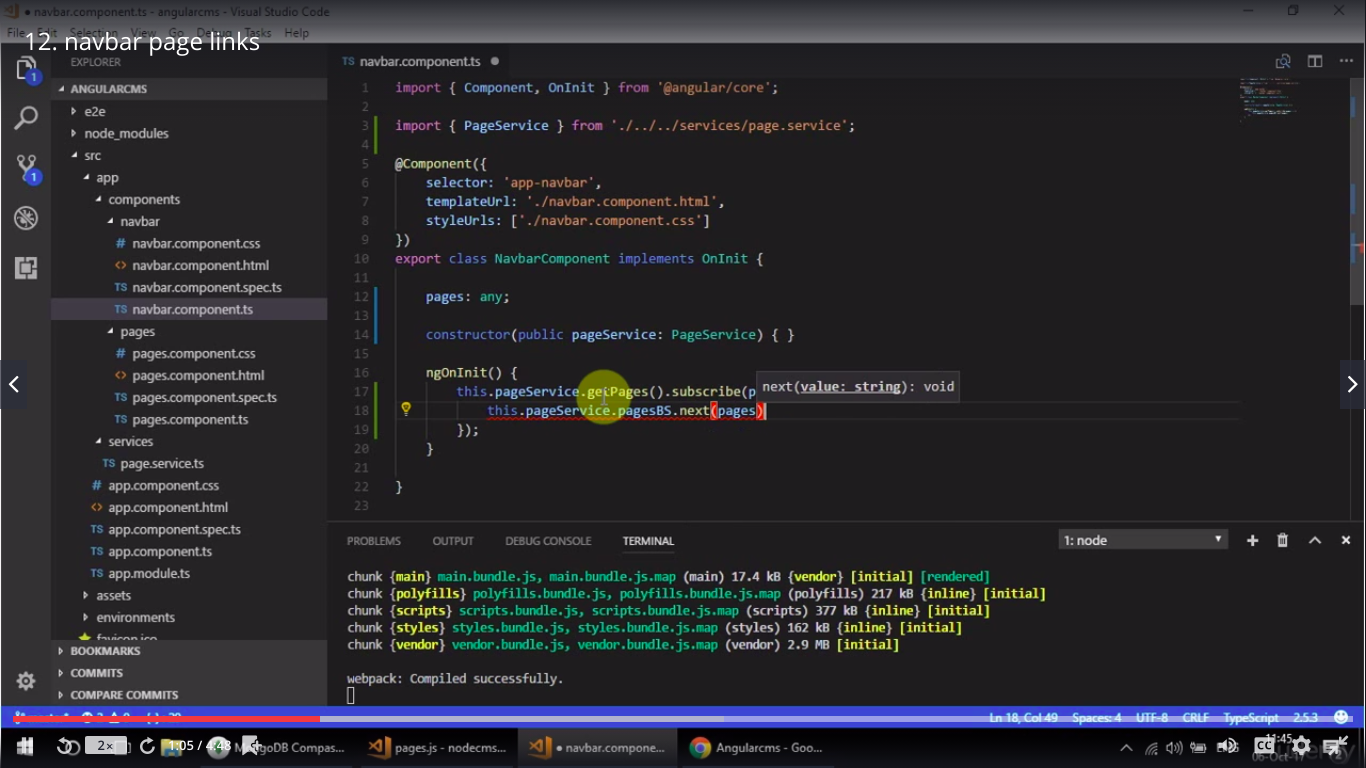 navbar.component.ts - angularcms - Visual Studio Code
File Edit Selection View Go Debug Tasks Help
12. navbar page links
EXPLORER
ANGULARCMS
e2e
node_modules
src
app
components
navbar
navbar.component.css
navbar.component.html
navbar.component.spec.ts
navbar.component.ts
pages
pages.component.css
pages.component.html
pages.component.spec.ts
pages.component.ts
services
page.service.ts
app.component.css
app.component.html
app.component.spec.ts
app.component.ts
app.module.ts
assets
environments
favicon.ico
BOOKMARKS
COMMITS
COMPARE COMMITS
TS navbar.component.ts
1 import { Component, OnInit } from '@angular/core';
2
3 import { PageService } from './../../services/page.service';
4
5 @Component({
6 selector: 'app-navbar',
7 templateUrl: './navbar.component.html',
8 styleUrls: ['./navbar.component.css']
9 })
10 export class NavbarComponent implements OnInit {
11
12 pages: any;
13
14 constructor(public pageService: PageService) { }
15
16 ngOnInit() {
17 this.pageService.getPages().subscribe(p
next(value: string): void
18 this.pageService.pagesBS.next(pages)
19 });
20 }
21
22 }
23
PROBLEMS OUTPUT DEBUG CONSOLE TERMINAL 1: node
chunk {main} main.bundle.js, main.bundle.js.map (main) 17.4 kB {vendor} [initial] [rendered]
chunk {polyfills} polyfills.bundle.js, polyfills.bundle.js.map (polyfills) 217 kB {inline} [initial]
chunk {scripts} scripts.bundle.js, scripts.bundle.js.map (scripts) 377 kB {inline} [initial]
chunk {styles} styles.bundle.js, styles.bundle.js.map (styles) 162 kB {inline} [initial]
chunk {vendor} vendor.bundle.js, vendor.bundle.js.map (vendor) 2.9 MB [initial]
webpack: Compiled successfully.
Ln 18, Col 49 Spaces: 4 UTF-8 CRLF TypeScript 2.5.3
2x 1:05 / 4:48 MongoDB Compas... pages.js - nodecms... navbar.compone... Angularcms - Goo... CC 11:45